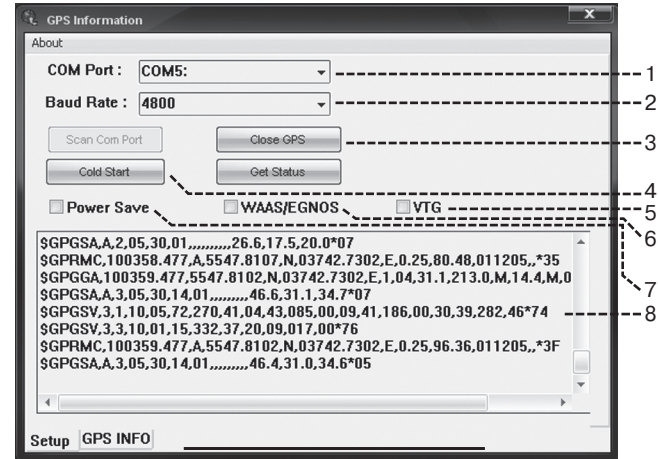 GPS Information
x
About
COM Port : COM5: 1
Baud Rate : 4800 2
Scan Com Port Close GPS 3
Cold Start Get Status 4
Power Save WAAS/EGNOS VTG 5
6
$GPGSA,A,2,05,30,01,,,,,,,,,,26.6,17.5,20.0*07
$GPRMC,100358.477,A,5547.8107,N,03742.7302,E,0.25,80.48,011205,,*35
$GPGGA,100359.477,5547.8102,N,03742.7302,E,1,04,31.1,213.0,M,14.4,M,0
$GPGSA,A,3,05,30,14,01,,,,,,,,,46.6,31.1,34.7*07 7
$GPGSV,3,1,10,05,72,270,41,04,43,085,00,09,41,186,00,30,39,282,46*74 8
$GPGSV,3,3,10,01,15,332,37,20,09,017,00*76
$GPRMC,100359.477,A,5547.8102,N,03742.7302,E,0.25,96.36,011205,,*3F
$GPGSA,A,3,05,30,14,01,,,,,,,,,46.4,31.0,34.6*05
Setup GPS INFO